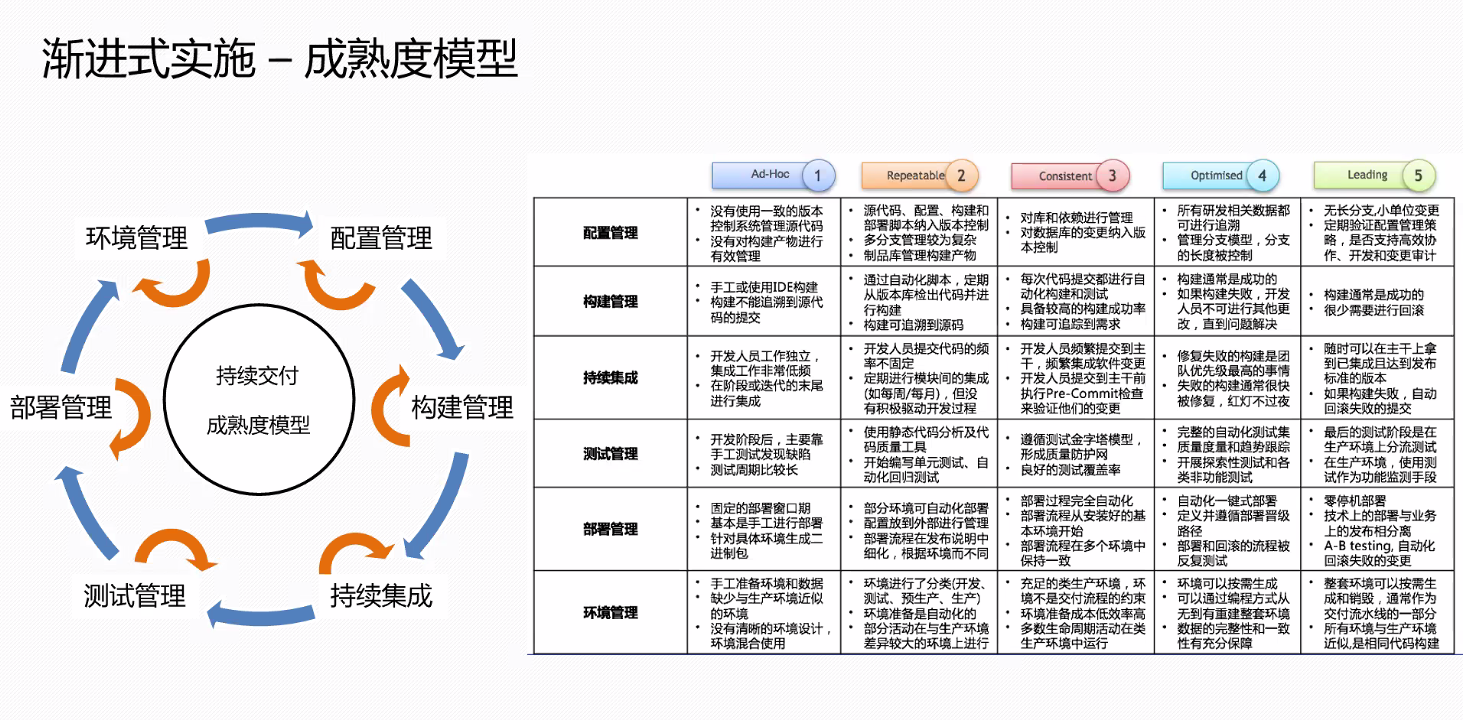 渐进式实施 – 成熟度模型
环境管理
配置管理
部署管理
持续交付
成熟度模型
构建管理
测试管理
持续集成
Ad-Hoc 1
Repeatable 2
Consistent 3
Optimised 4
Leading 5
配置管理
• 没有使用一致的版本
控制系统管理源代码
• 没有对构建产物进行
有效管理
• 源代码、配置、构建和
部署脚本纳入版本控制
• 多分支管理较为复杂
• 制品库管理构建产物
• 对库和依赖进行管理
• 对数据库的变更纳入版
本控制
• 所有研发相关数据都
可进行追溯
• 管理分支模型，分支
的长度被控制
• 无长分支,小单位变更
• 定期验证配置管理策
略，是否支持高效协
作、开发和变更审计
构建管理
• 手工或使用IDE构建
• 构建不能追溯到源代
码的提交
• 通过自动化脚本，定期
从版本库检出代码并进
行构建
• 构建可追溯到源码
• 每次代码提交都进行自
动化构建和测试
• 具备较高的构建成功率
• 构建可追踪到需求
• 构建通常是成功的
• 如果构建失败，开发
人员不可进行其他更
改，直到问题解决
• 构建通常是成功的
• 很少需要进行回滚
持续集成
• 开发人员工作独立，
集成工作非常低频
• 在阶段或迭代的末尾
进行集成
• 开发人员提交代码的频
率不固定
• 定期进行模块间的集成
(如每周/每月)，但没
有积极驱动开发过程
• 开发人员频繁提交到主
干，频繁集成软件变更
• 开发人员提交到主干前
执行Pre-Commit检查
来验证他们的变更
• 修复失败的构建是团
队优先级最高的事情
• 失败的构建通常很快
被修复，红灯不过夜
• 随时可以在主干上拿
到已集成且达到发布
标准的版本
• 如果构建失败，自动
回滚失败的提交
测试管理
• 开发阶段后，主要靠
手工测试发现缺陷
• 测试周期比较长
• 使用静态代码分析及代
码质量工具
• 开始编写单元测试、自
动化回归测试
• 遵循测试金字塔模型，
形成质量防护网
• 良好的测试覆盖率
• 完整的自动化测试集
• 质量度量和趋势跟踪
• 开展探索性测试和各
类非功能测试
• 最后的测试阶段是在
生产环境上分流测试
• 在生产环境，使用测
试作为功能监测手段
部署管理
• 固定的部署窗口期
• 基本是手工进行部署
• 针对具体环境生成二
进制包
• 部分环境可自动化部署
• 配置放到外部进行管理
• 部署流程在发布说明中
细化，根据环境而不同
• 部署过程完全自动化
• 部署流程从安装好的基
本环境开始
• 部署流程在多个环境中
保持一致
• 自动化一键式部署
• 定义并遵循部署晋级
路径
• 部署和回滚的流程被
反复测试
• 零停机部署
• 技术上的部署与业务
上的发布相分离
• A-B testing, 自动化
回滚失败的变更
环境管理
• 手工准备环境和数据
• 缺少与生产环境近似
的环境
• 没有清晰的环境设计，
环境混合使用
• 环境进行了分类(开发、
测试、预生产、生产)
• 环境准备是自动化的
• 部分活动在与生产环境
差异较大的环境上进行
• 充足的类生产环境，环
境不是交付流程的约束
• 环境准备成本低效率高
• 多数生命周期活动在类
生产环境中运行
• 环境可以按需生成
• 可以通过编程方式从
无到有重建整套环境
• 数据的完整性和一致
性有充分保障
• 整套环境可以按需生
成和销毁，通常作为
交付流水线的一部分
• 所有环境与生产环境
近似,是相同代码构建